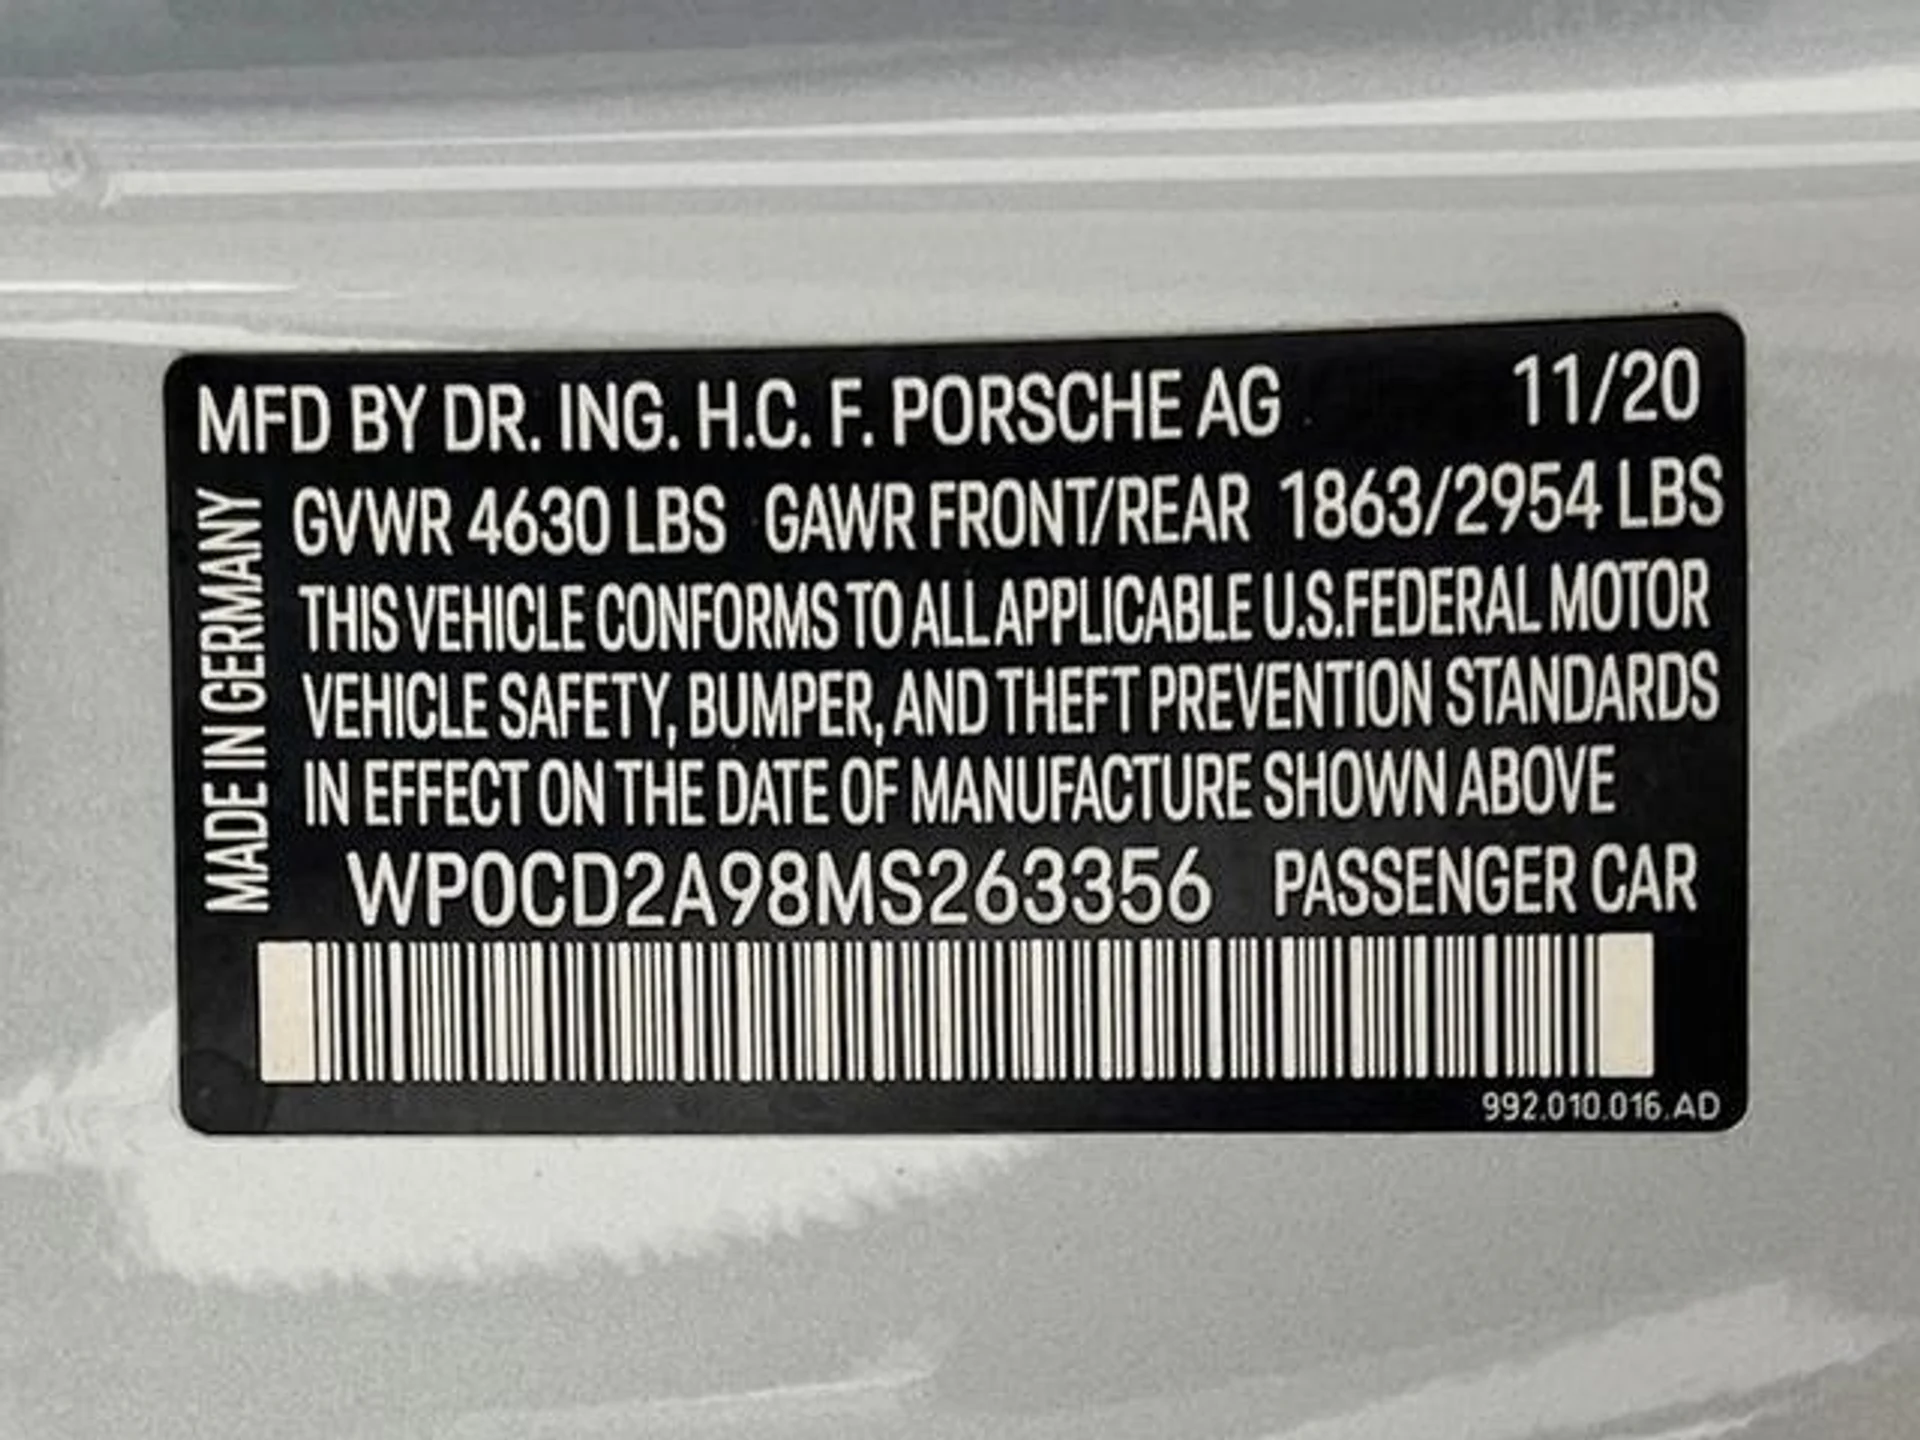 MFD BY DR. ING. H.C. F. PORSCHE AG 11/20
GVWR 4630 LBS GAWR FRONT/REAR 1863/2954 LBS
THIS VEHICLE CONFORMS TO ALL APPLICABLE U.S.FEDERAL MOTOR
VEHICLE SAFETY, BUMPER, AND THEFT PREVENTION STANDARDS
IN EFFECT ON THE DATE OF MANUFACTURE SHOWN ABOVE
WP0CD2A98MS263356 PASSENGER CAR
992.010.016.AD
MADE IN GERMANY